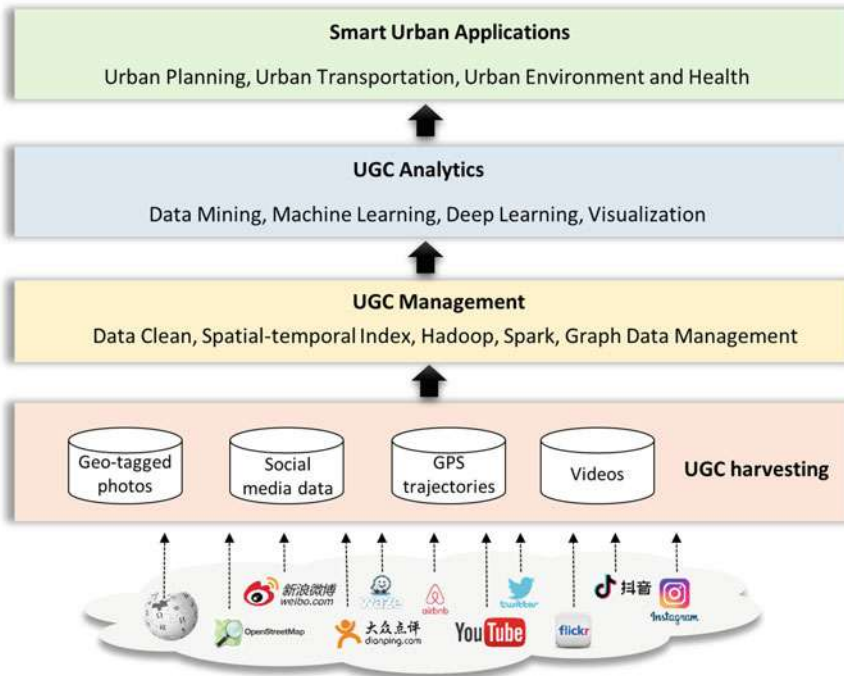 Smart Urban Applications
Urban Planning, Urban Transportation, Urban Environment and Health
UGC Analytics
Data Mining, Machine Learning, Deep Learning, Visualization
UGC Management
Data Clean, Spatial-temporal Index, Hadoop, Spark, Graph Data Management
Geo-tagged
photos
Social
media data
GPS
trajectories
Videos
UGC harvesting
新浪微博
weibo.com
waze
airbnb
twitter
抖音
Instagram
OpenStreetMap
大众点评
dianping.com
YouTube
flickr